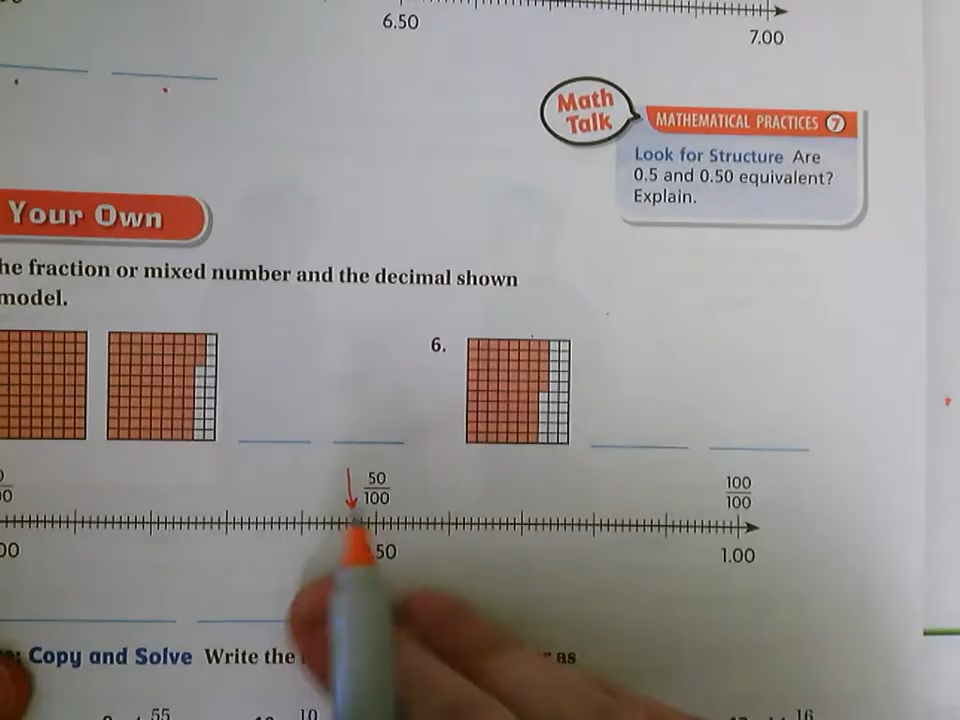 6.50
7.00
Math
Talk
MATHEMATICAL PRACTICES 7
Look for Structure Are
0.5 and 0.50 equivalent?
Explain.
Your Own
he fraction or mixed number and the decimal shown
model.
6.
50
100
100
100
00
50
1.00
Copy and Solve Write the
as
55
10
16